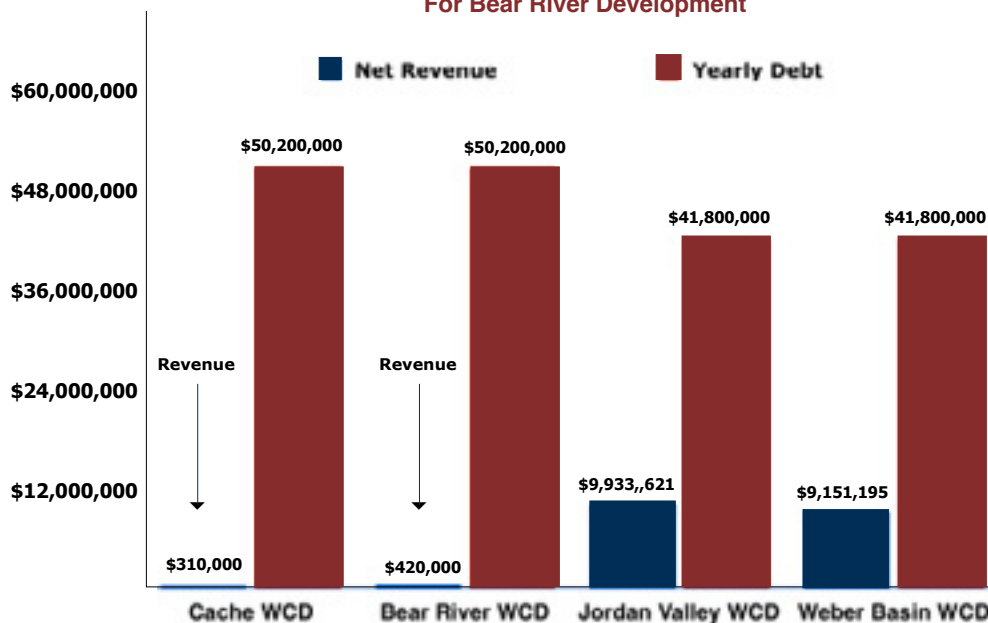 For Bear River Development
Net Revenue
Yearly Debt
$60,000,000
$48,000,000
$36,000,000
$24,000,000
$12,000,000
$50,200,000
$50,200,000
$41,800,000
$41,800,000
Revenue
Revenue
$310,000
$420,000
$9,933,,621
$9,151,195
Cache WCD
Bear River WCD
Jordan Valley WCD
Weber Basin WCD